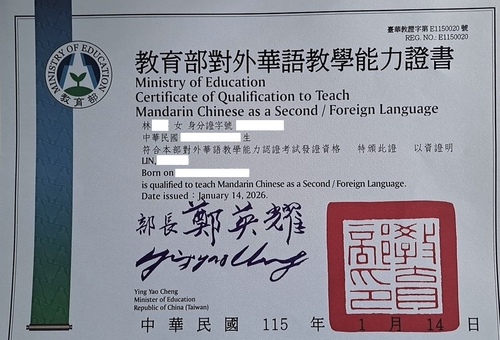 臺華教證字第 E1150020 號
REG. NO.: E1150020
MINISTRY OF EDUCATION
教育部
教育部對外華語教學能力證書
Ministry of Education
Certificate of Qualification to Teach
Mandarin Chinese as a Second / Foreign Language
林 女 身分證字號
中華民國 生
符合本部對外華語教學能力認證考試發證資格 特頒此證 以資證明
LIN,
Born on
is qualified to teach Mandarin Chinese as a Second / Foreign Language.
Date issued：January 14, 2026.
部長 鄭英耀
Ying Yao Cheng
Minister of Education
Republic of China (Taiwan)
中華民國 115 年 1 月 14 日